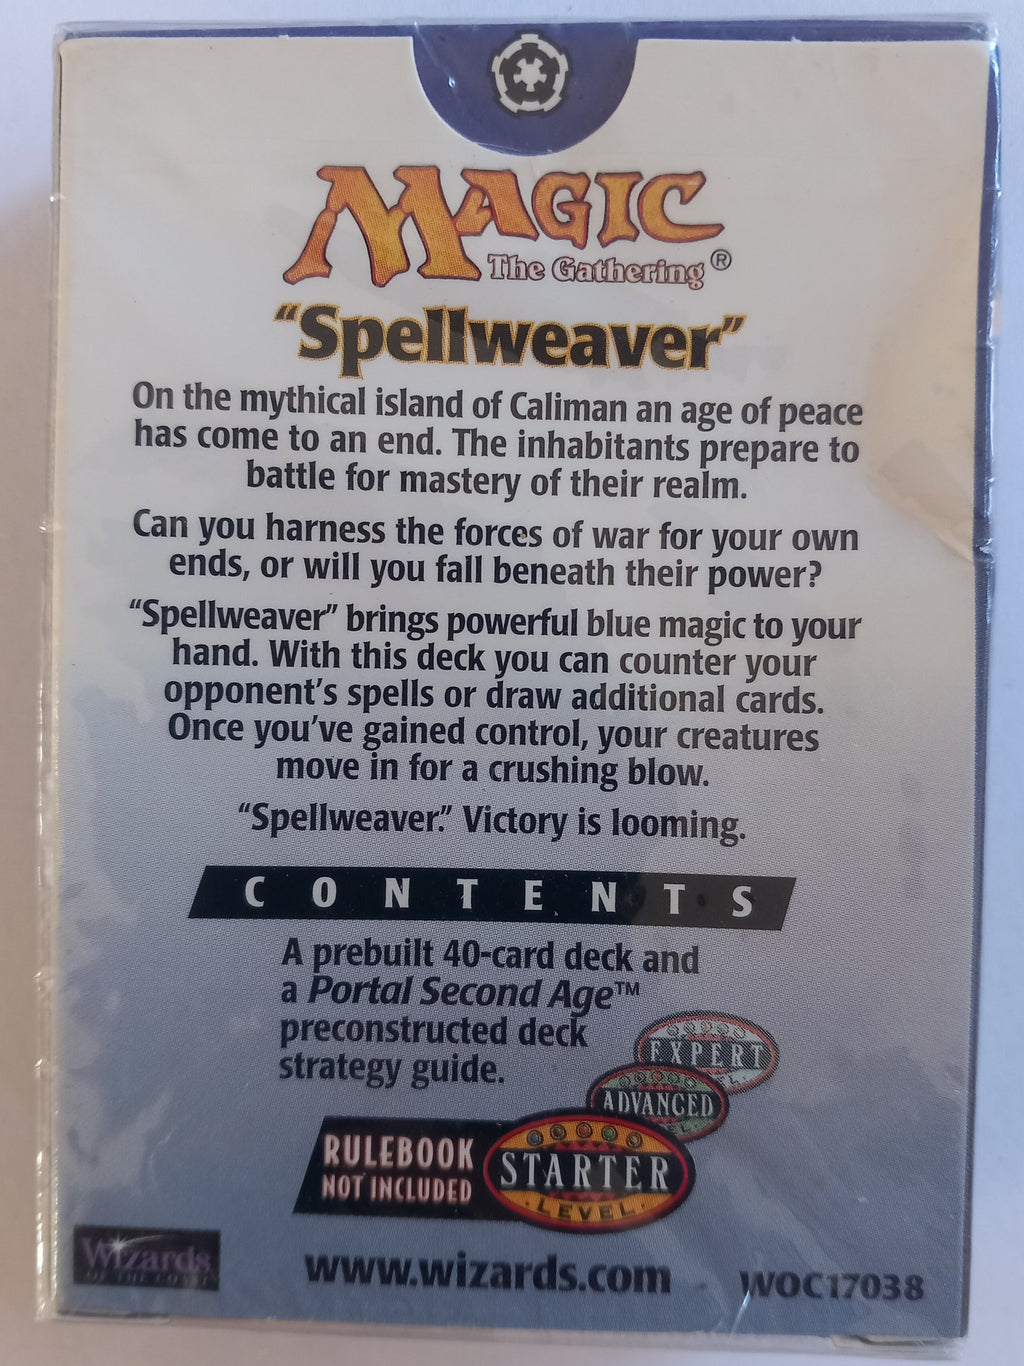 MAGIC
The Gathering®
“Spellweaver”
On the mythical island of Caliman an age of peace
has come to an end. The inhabitants prepare to
battle for mastery of their realm.
Can you harness the forces of war for your own
ends, or will you fall beneath their power?
“Spellweaver” brings powerful blue magic to your
hand. With this deck you can counter your
opponent’s spells or draw additional cards.
Once you’ve gained control, your creatures
move in for a crushing blow.
“Spellweaver.” Victory is looming.
CONTENTS
A prebuilt 40-card deck and
a Portal Second Age™
preconstructed deck
strategy guide.
EXPERT
ADVANCED
RULEBOOK
NOT INCLUDED
STARTER
LEVEL
Wizards
OF THE COAST
www.wizards.com
WOC17038